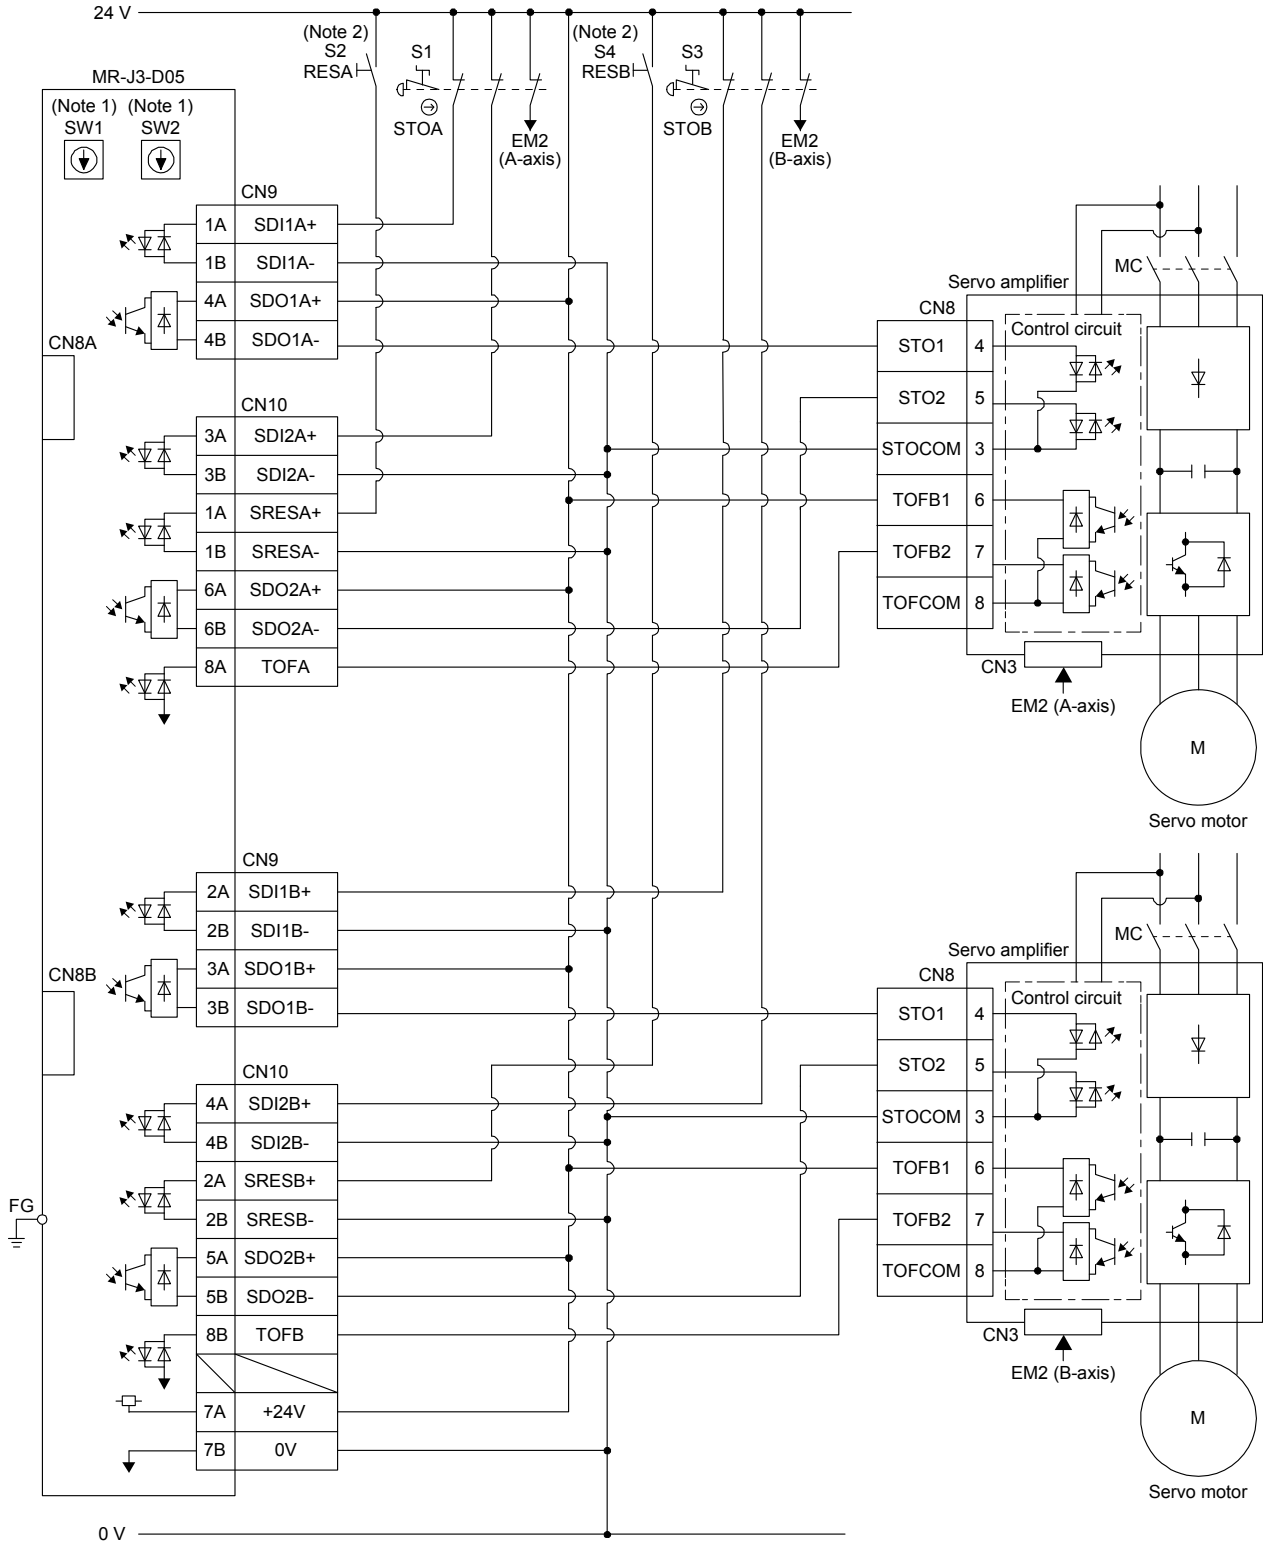 24 V
(Note 2)
S2
RESA
S1
STOA
EM2
(A-axis)
(Note 2)
S4
RESB
S3
STOB
EM2
(B-axis)
MR-J3-D05
(Note 1) (Note 1)
SW1 SW2
CN9
1A SDI1A+
1B SDI1A-
4A SDO1A+
4B SDO1A-
CN8A
CN10
3A SDI2A+
3B SDI2A-
1A SRESA+
1B SRESA-
6A SDO2A+
6B SDO2A-
8A TOFA
MC
Servo amplifier
CN8
Control circuit
STO1 4
STO2 5
STOCOM 3
TOFB1 6
TOFB2 7
TOFCOM 8
CN3
EM2 (A-axis)
M
Servo motor
CN9
2A SDI1B+
2B SDI1B-
3A SDO1B+
3B SDO1B-
CN8B
CN10
4A SDI2B+
4B SDI2B-
2A SRESB+
2B SRESB-
5A SDO2B+
5B SDO2B-
8B TOFB
7A +24V
7B 0V
FG
MC
Servo amplifier
CN8
Control circuit
STO1 4
STO2 5
STOCOM 3
TOFB1 6
TOFB2 7
TOFCOM 8
CN3
EM2 (B-axis)
M
Servo motor
0 V